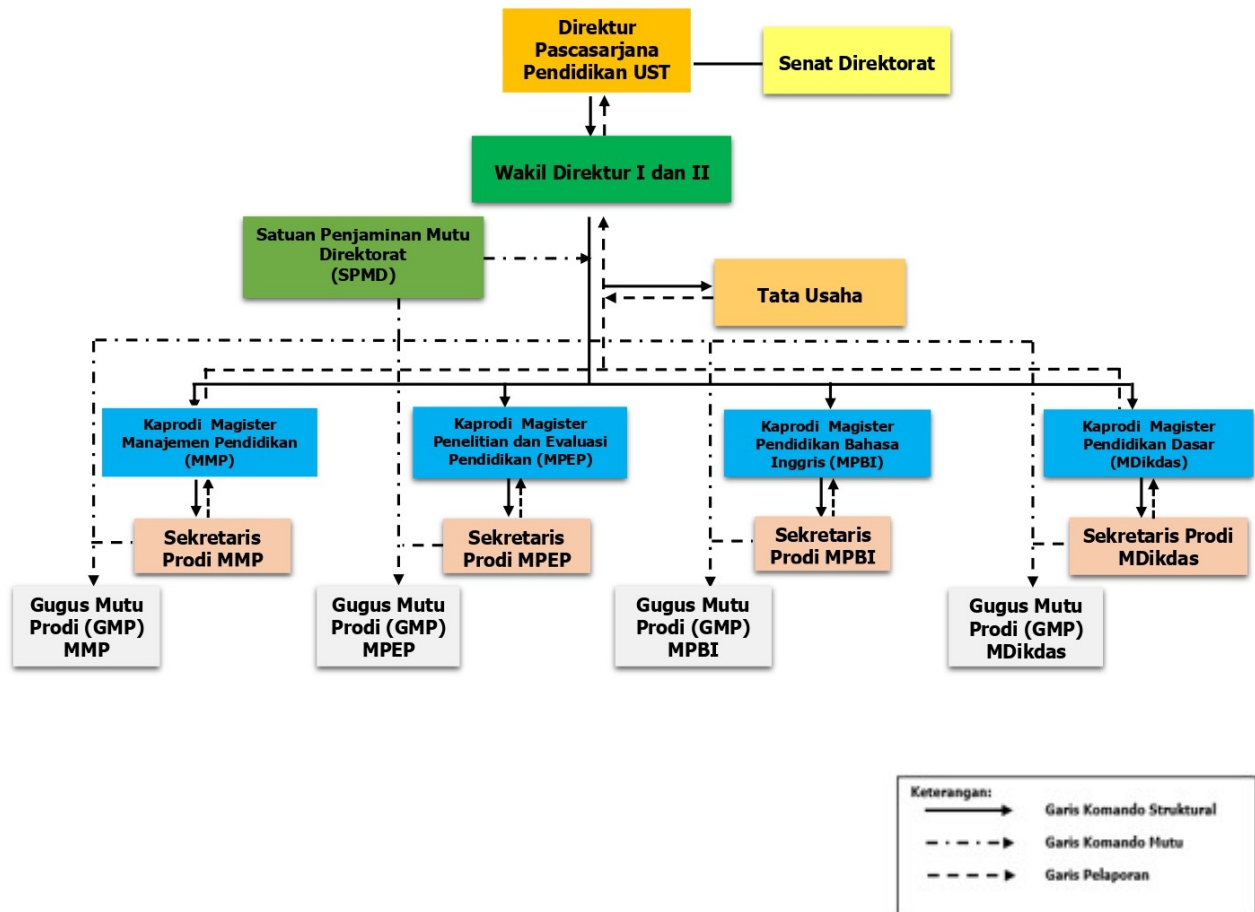 Direktur
Pascasarjana
Pendidikan UST
Senat Direktorat
Wakil Direktur I dan II
Satuan Penjaminan Mutu
Direktorat
(SPMD)
Tata Usaha
Kaprodi Magister
Manajemen Pendidikan
(MMP)
Kaprodi Magister
Penelitian dan Evaluasi
Pendidikan (MPEP)
Kaprodi Magister
Pendidikan Bahasa
Inggris (MPBI)
Kaprodi Magister
Pendidikan Dasar
(MDikdas)
Sekretaris
Prodi MMP
Sekretaris
Prodi MPEP
Sekretaris
Prodi MPBI
Sekretaris Prodi
MDikdas
Gugus Mutu
Prodi (GMP)
MMP
Gugus Mutu
Prodi (GMP)
MPEP
Gugus Mutu
Prodi (GMP)
MPBI
Gugus Mutu
Prodi (GMP)
MDikdas
Keterangan:
Garis Komando Struktural
Garis Komando Mutu
Garis Pelaporan